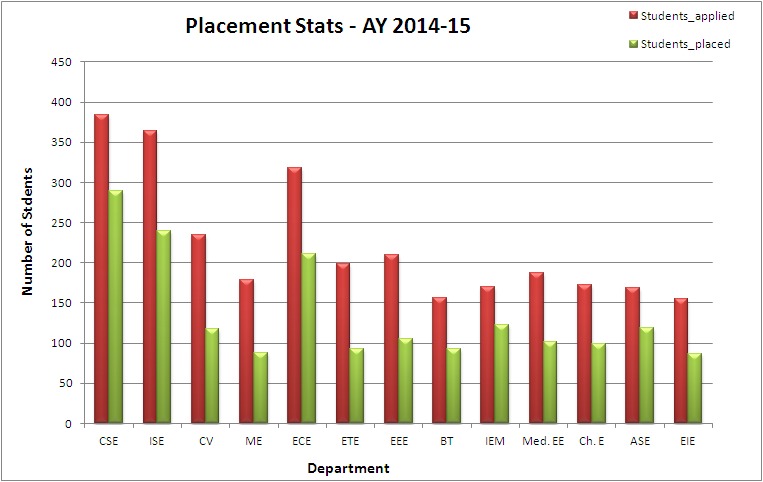 Placement Stats - AY 2014-15
Students_applied
Students_placed
450
400
350
300
250
200
150
100
50
0
Number of Stdents
CSE ISE CV ME ECE ETE EEE BT IEM Med. EE Ch. E ASE EIE
Department